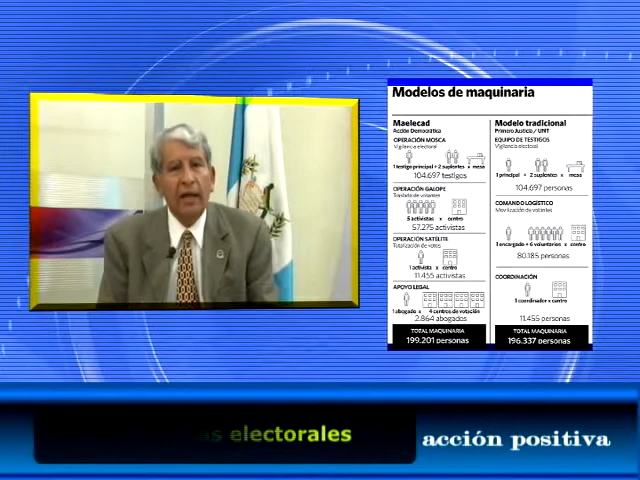 Modelos de maquinaria
Maelecad
Acción Democrática
OPERACIÓN MOSCA
Vigilancia electoral
1 testigo principal + 2 suplentes x mesa
104.697 testigos
OPERACIÓN GALOPE
Traslado de votantes
5 activistas x centro
57.275 activistas
OPERACIÓN SATÉLITE
Totalización de votos
1 activista x centro
11.455 activistas
APOYO LEGAL
1 abogado x 4 centros de votación
2.864 abogados
TOTAL MAQUINARIA
199.201 personas
Modelo tradicional
Primero Justicia / UNT
EQUIPO DE TESTIGOS
Vigilancia electoral
1 principal + 2 suplentes x mesa
104.697 personas
COMANDO LOGÍSTICO
Movilización de votantes
1 encargado + 6 voluntarios x centro
80.185 personas
COORDINACIÓN
1 coordinador x centro
11.455 personas
TOTAL MAQUINARIA
196.337 personas
as electorales
acción positiva